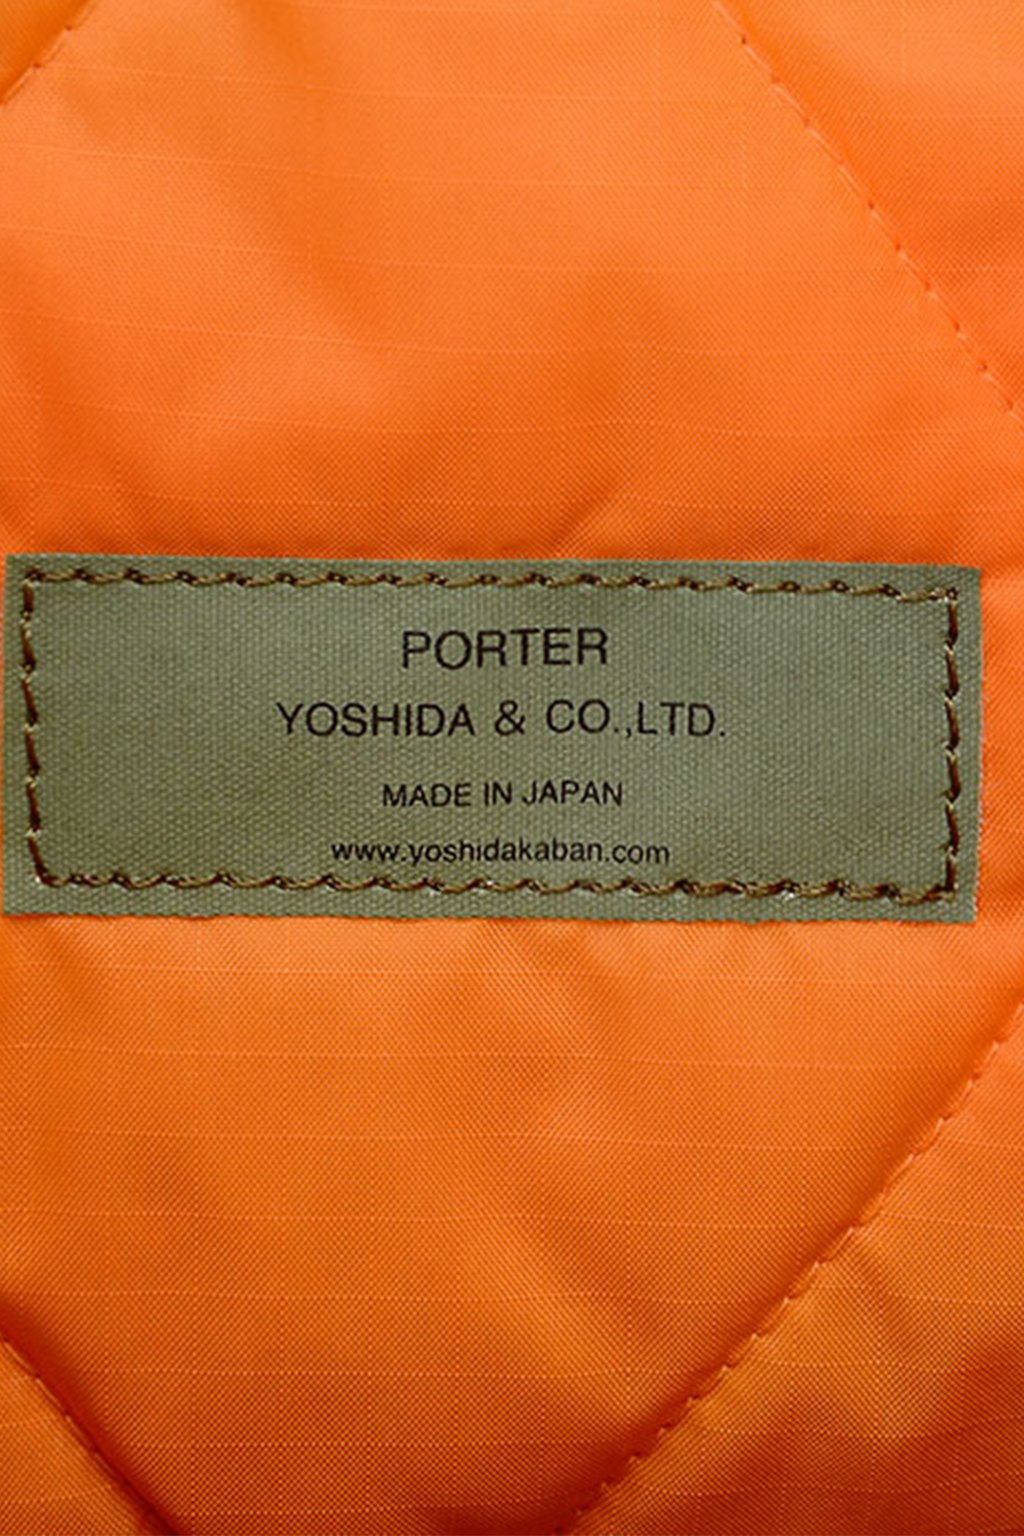 PORTER
YOSHIDA & CO.,LTD.
MADE IN JAPAN
www.yoshidakaban.com